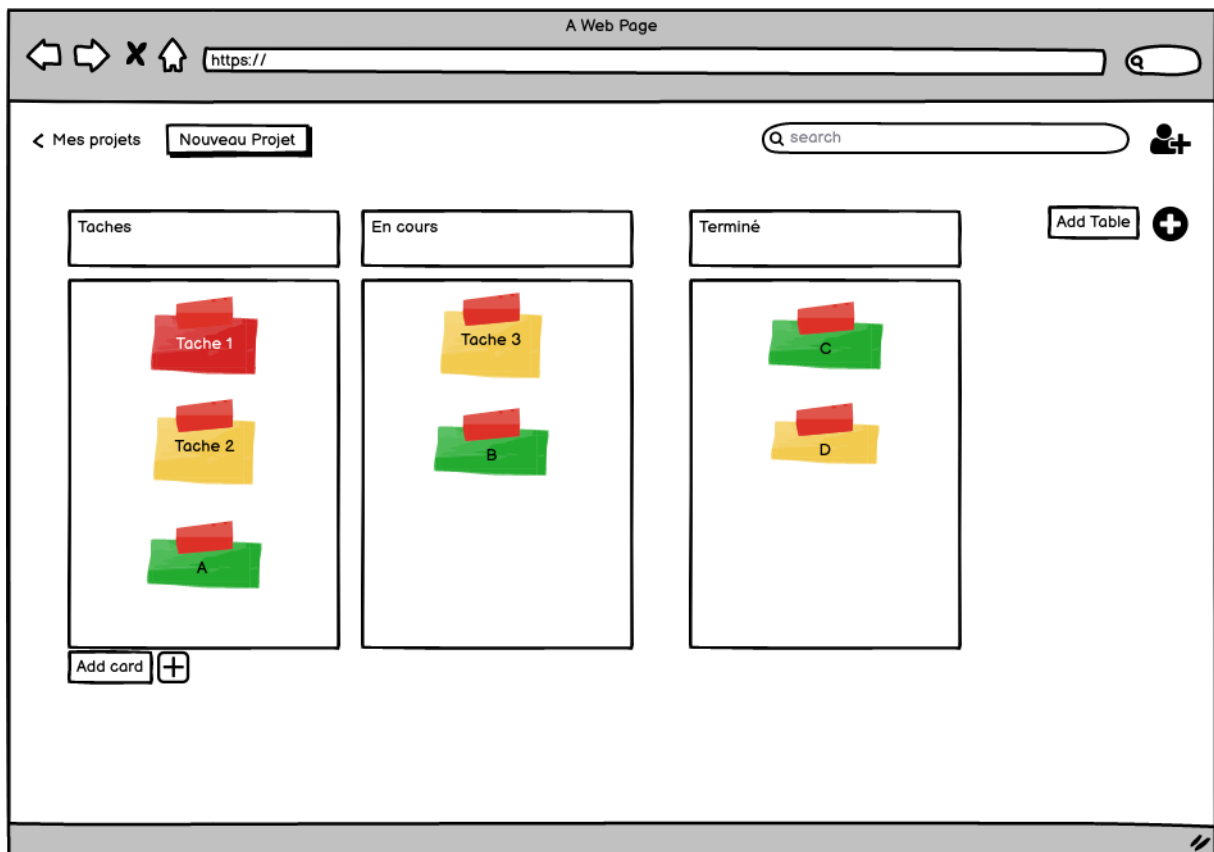 A Web Page
https://
Mes projets
Nouveau Projet
search
Taches
En cours
Terminé
Add Table
Tache 1
Tache 2
A
Tache 3
B
C
D
Add card